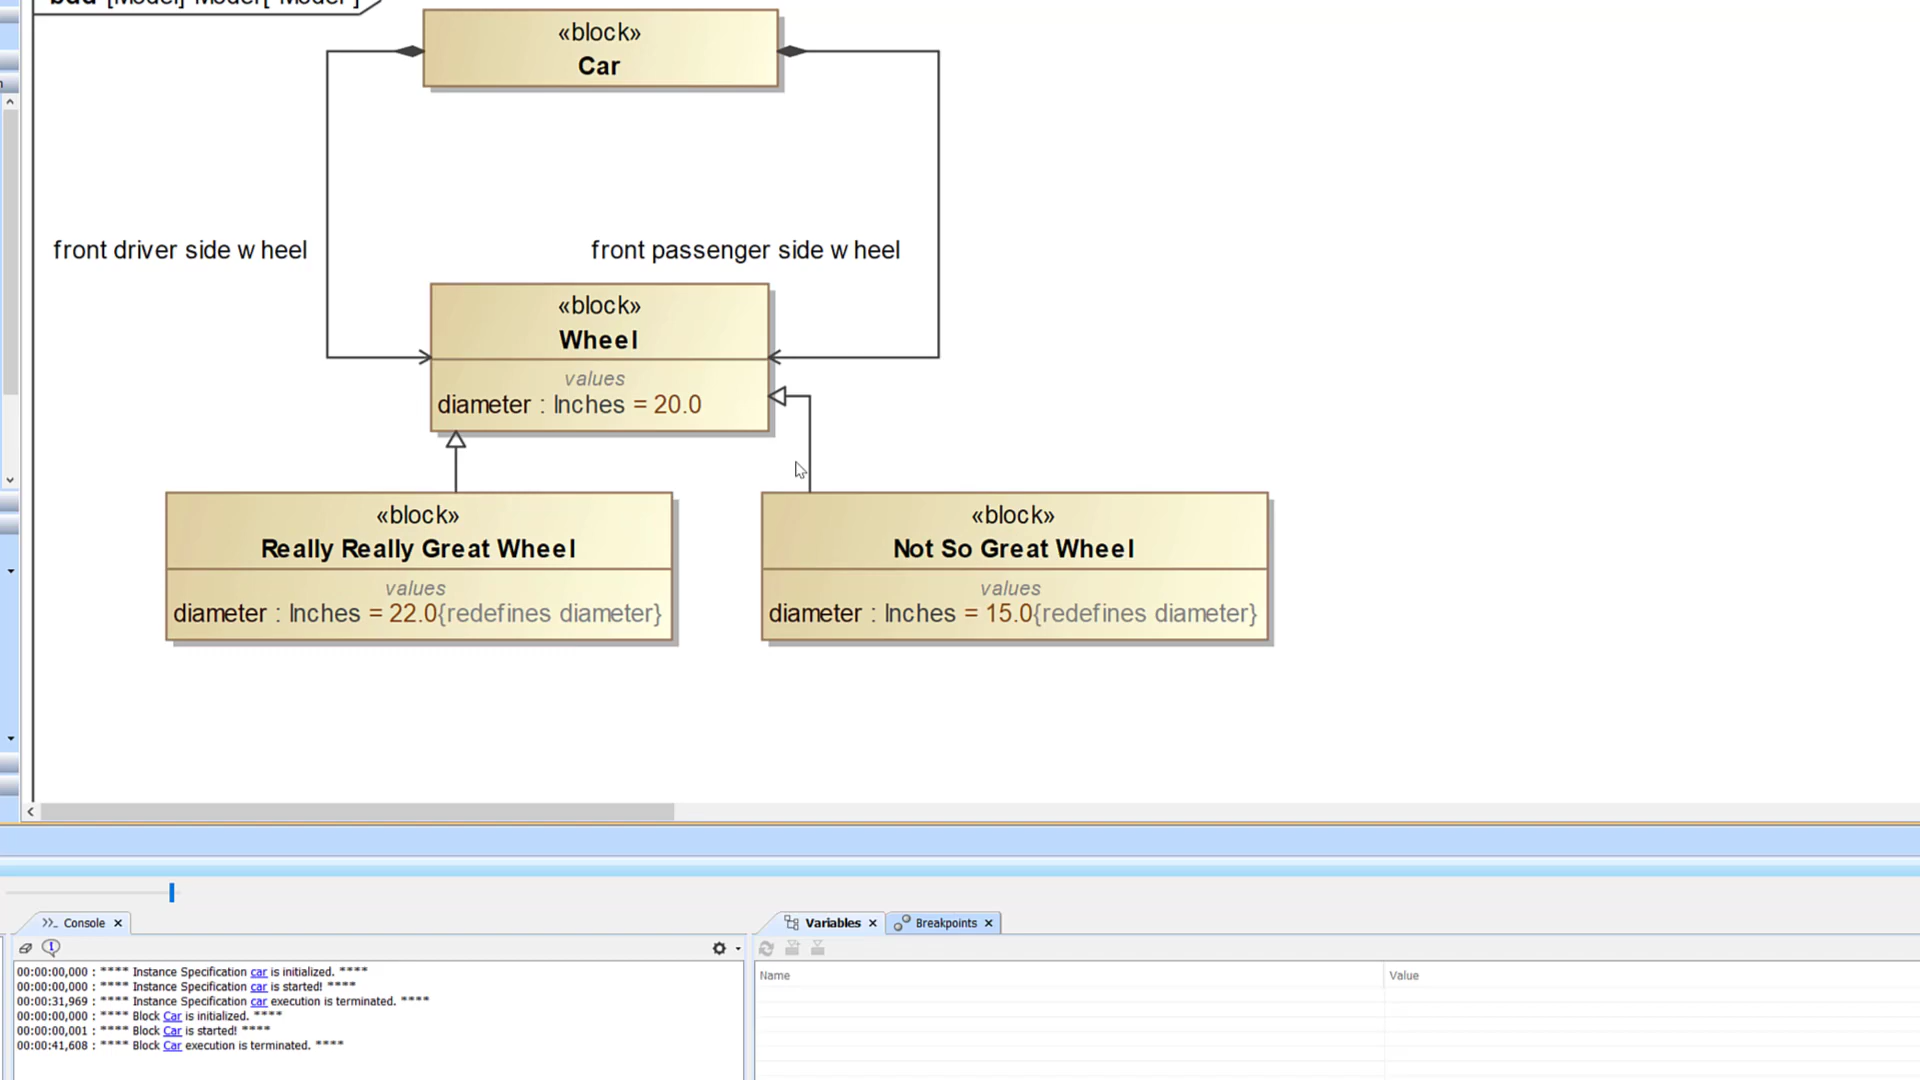 bdd [Model] Model[ Model ]
«block»
Car
front driver side w heel
front passenger side w heel
«block»
Wheel
values
diameter : Inches = 20.0
«block»
Really Really Great Wheel
values
diameter : Inches = 22.0{redefines diameter}
«block»
Not So Great Wheel
values
diameter : Inches = 15.0{redefines diameter}
Console
Variables
Breakpoints
Name
Value
00:00:00,000 : **** Instance Specification car is initialized. ****
00:00:00,000 : **** Instance Specification car is started! ****
00:00:31,969 : **** Instance Specification car execution is terminated. ****
00:00:00,000 : **** Block Car is initialized. ****
00:00:00,001 : **** Block Car is started! ****
00:00:41,608 : **** Block Car execution is terminated. ****